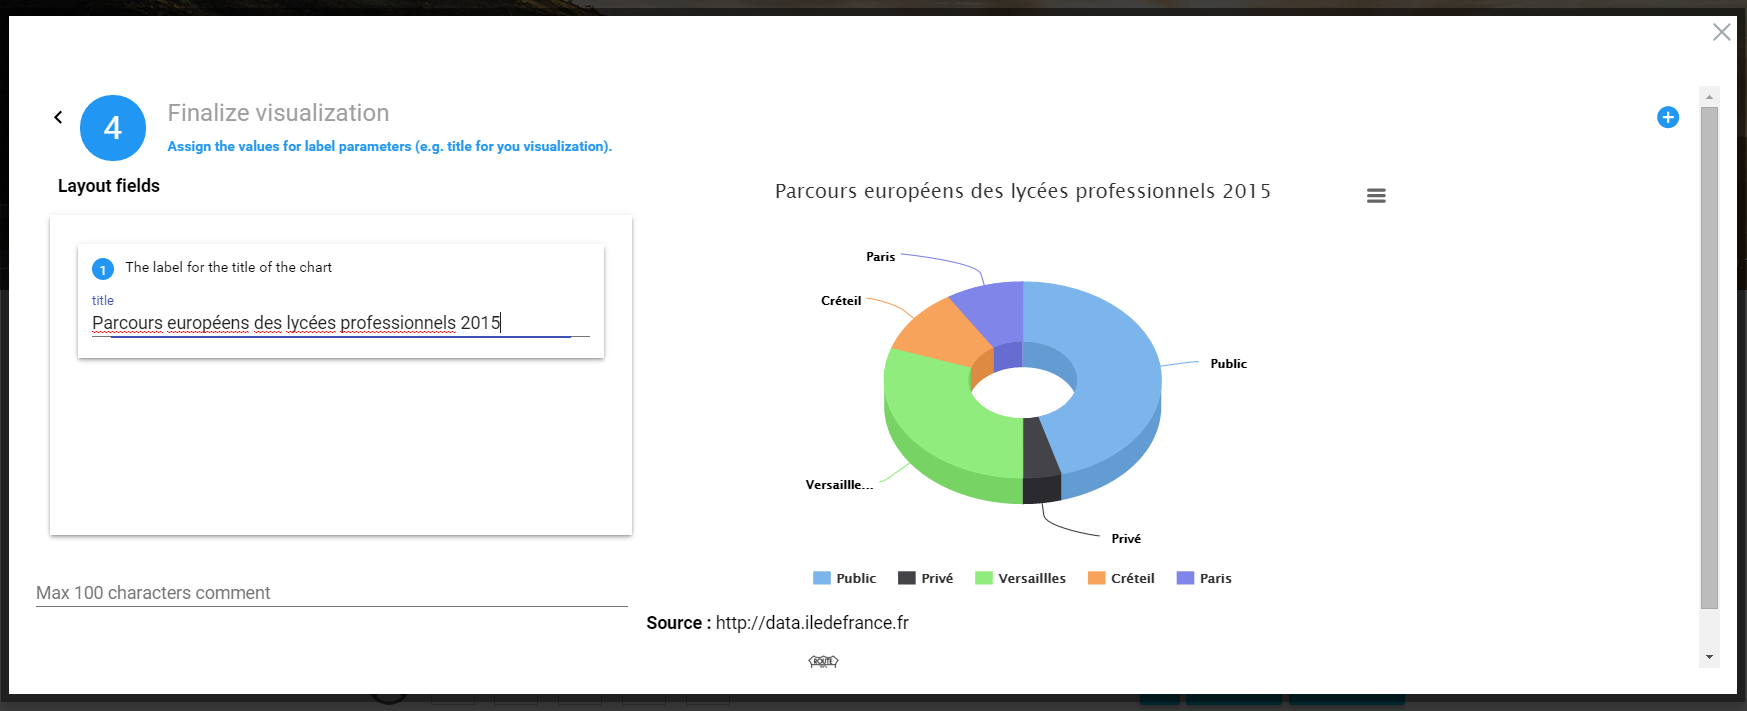 4
Finalize visualization
Assign the values for label parameters (e.g. title for you visualization).
Layout fields
1 The label for the title of the chart
title
Parcours européens des lycées professionnels 2015
Max 100 characters comment
Parcours européens des lycées professionnels 2015
Paris
Créteil
Public
Versaillle...
Privé
Public Privé Versaillles Créteil Paris
Source : http://data.iledefrance.fr
ROUTE